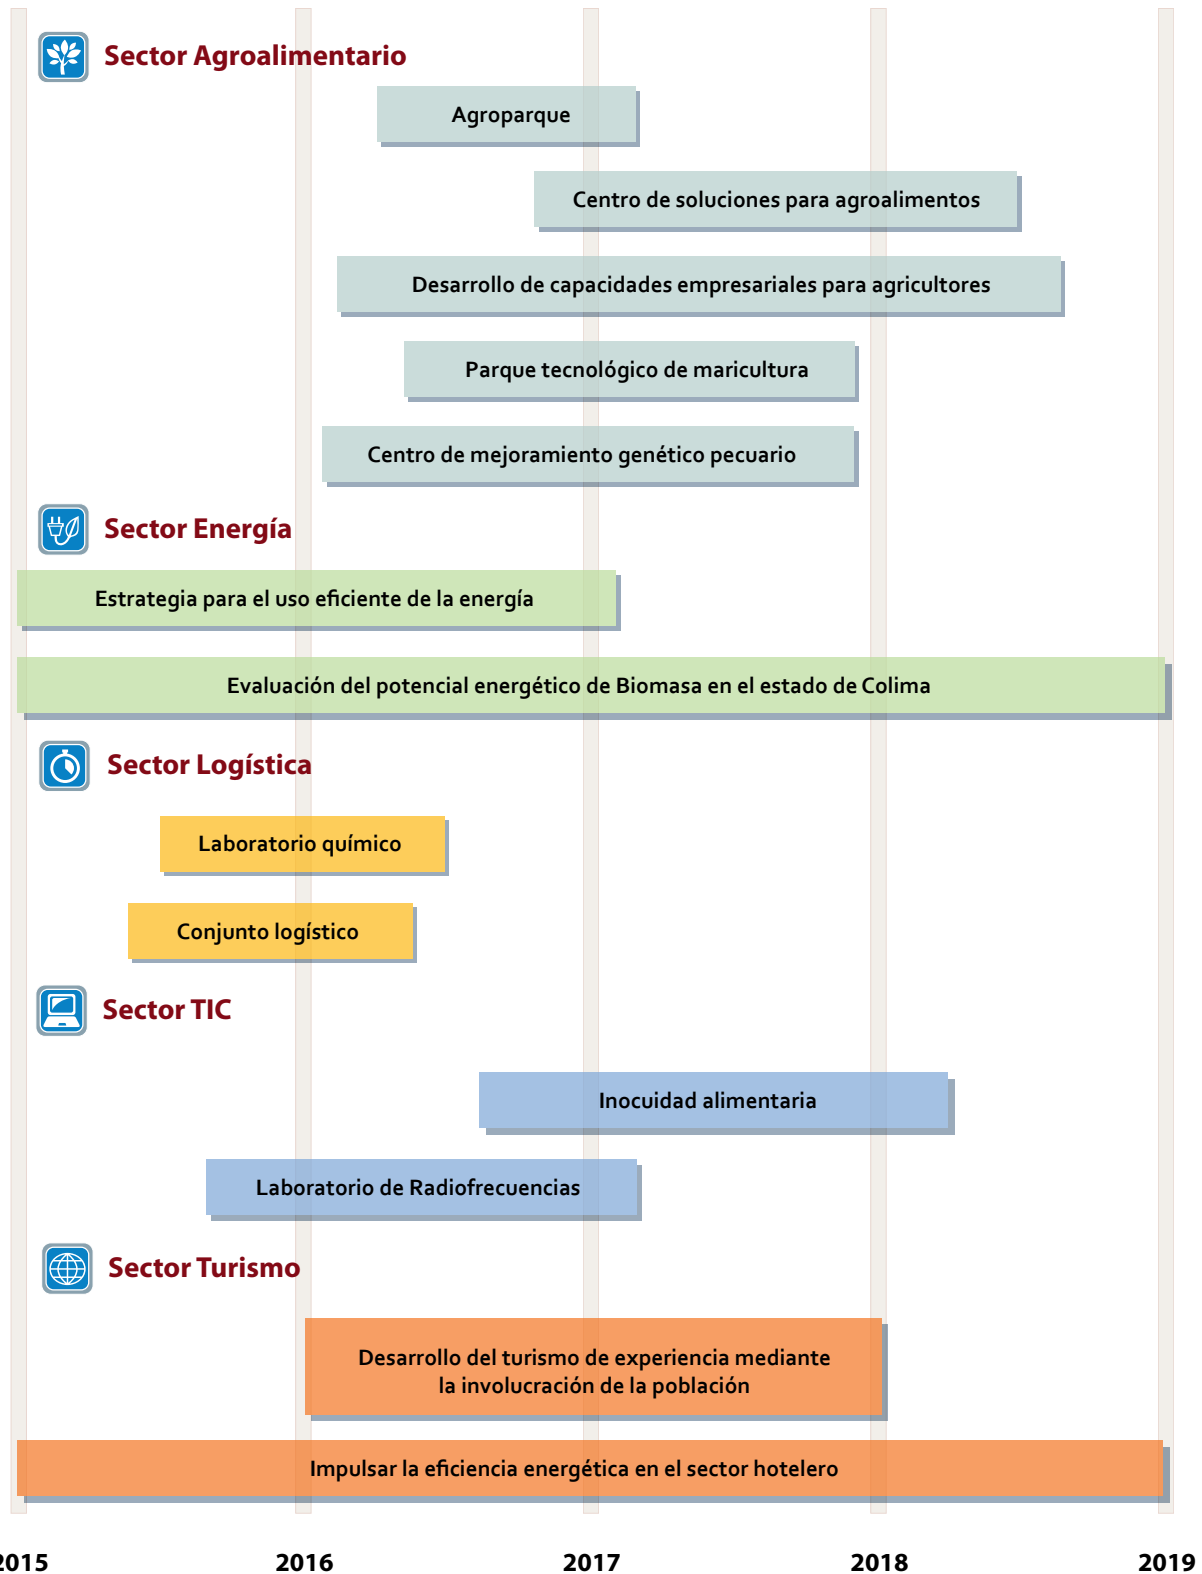 Sector Agroalimentario
Agroparque
Centro de soluciones para agroalimentos
Desarrollo de capacidades empresariales para agricultores
Parque tecnológico de maricultura
Centro de mejoramiento genético pecuario
Sector Energía
Estrategia para el uso eficiente de la energía
Evaluación del potencial energético de Biomasa en el estado de Colima
Sector Logística
Laboratorio químico
Conjunto logístico
Sector TIC
Inocuidad alimentaria
Laboratorio de Radiofrecuencias
Sector Turismo
Desarrollo del turismo de experiencia mediante
la involucración de la población
Impulsar la eficiencia energética en el sector hotelero
2015 2016 2017 2018 2019